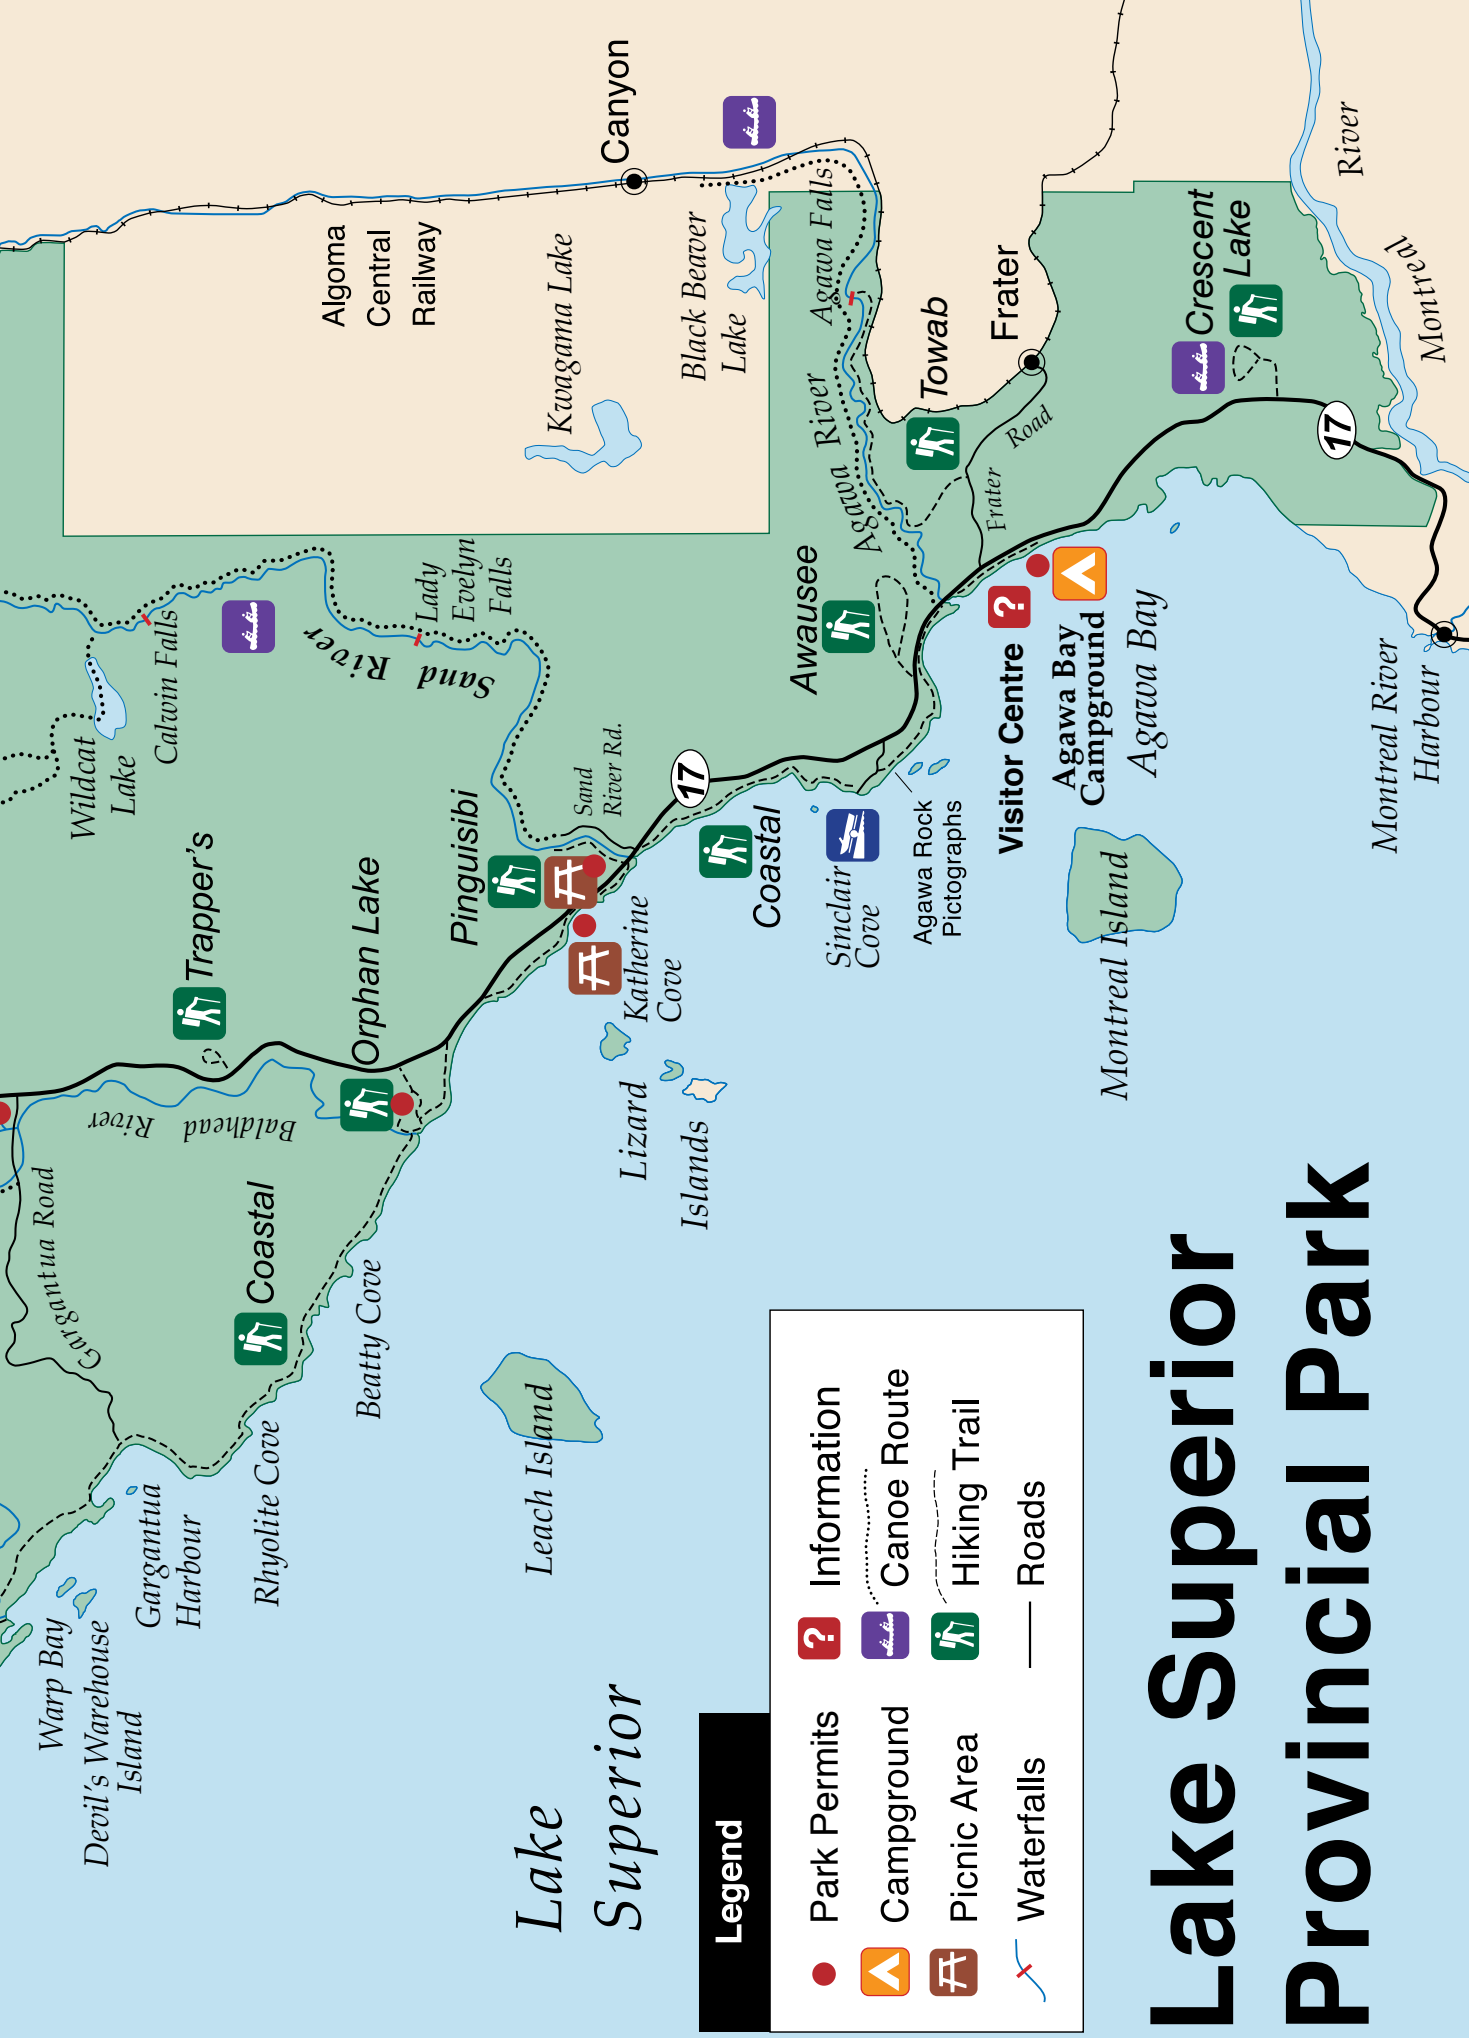 Algoma
Central
Railway
Canyon
Kwagama Lake
Black Beaver
Lake
Agawa Falls
Agawa River
Towab
Frater
Frater Road
Crescent
Lake
River
Montreal
17
Wildcat
Lake
Calwin Falls
Lady
Evelyn
Falls
Sand River
Sand
River Rd.
Trapper's
Orphan Lake
Pinguisibi
17
Awausee
?
Visitor Centre
Agawa Bay
Campground
Agawa Bay
Montreal River
Harbour
Coastal
Sinclair
Cove
Agawa Rock
Pictographs
Montreal Island
Katherine
Cove
Lizard
Islands
Baldhead River
Gargantua Road
Coastal
Beatty Cove
Rhyolite Cove
Gargantua
Harbour
Warp Bay
Devil's Warehouse
Island
Leach Island
Lake
Superior
Legend
Park Permits
Campground
Picnic Area
Waterfalls
? Information
Canoe Route
Hiking Trail
Roads
Lake Superior
Provincial Park